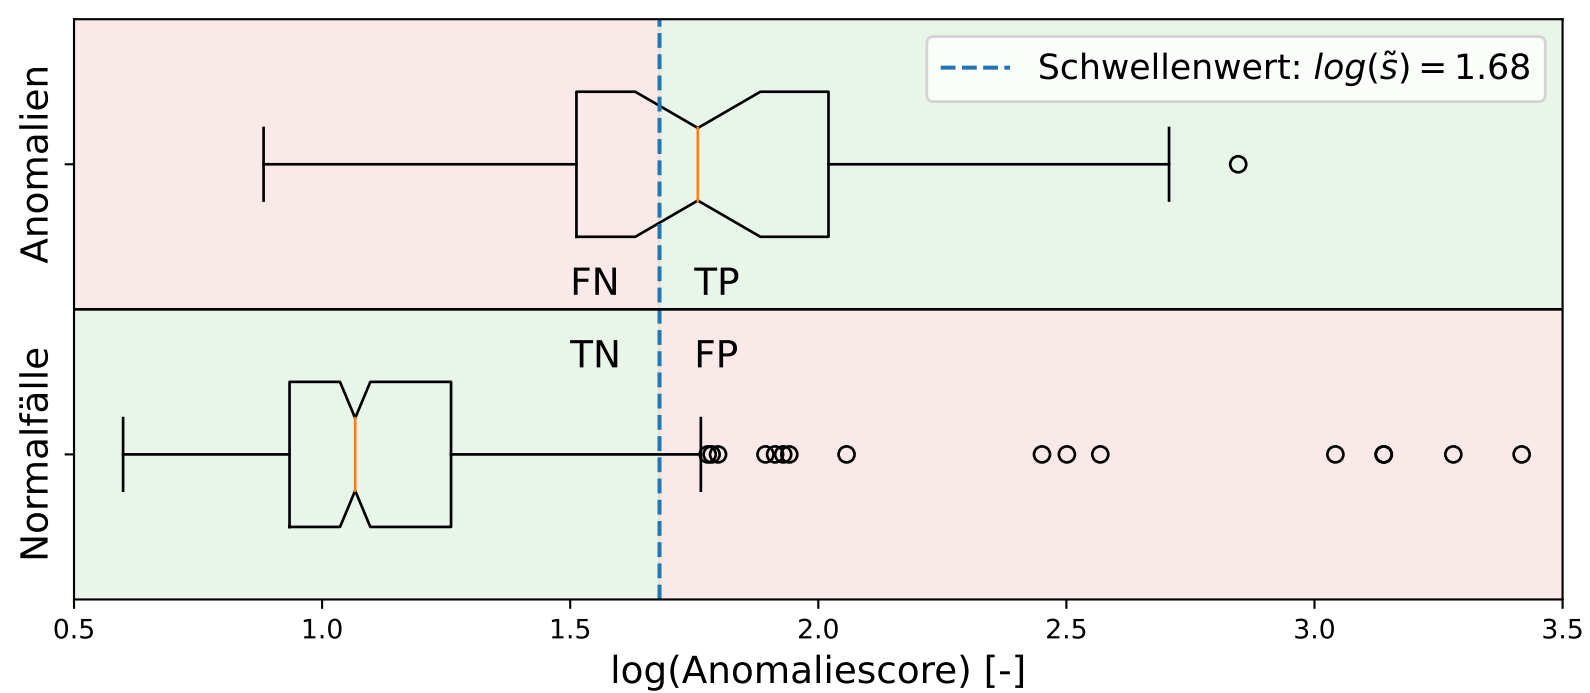 Anomalien
Schwellenwert: log(s̃) = 1.68
FN
TP
Normalfälle
TN
FP
0.5 1.0 1.5 2.0 2.5 3.0 3.5
log(Anomaliescore) [-]